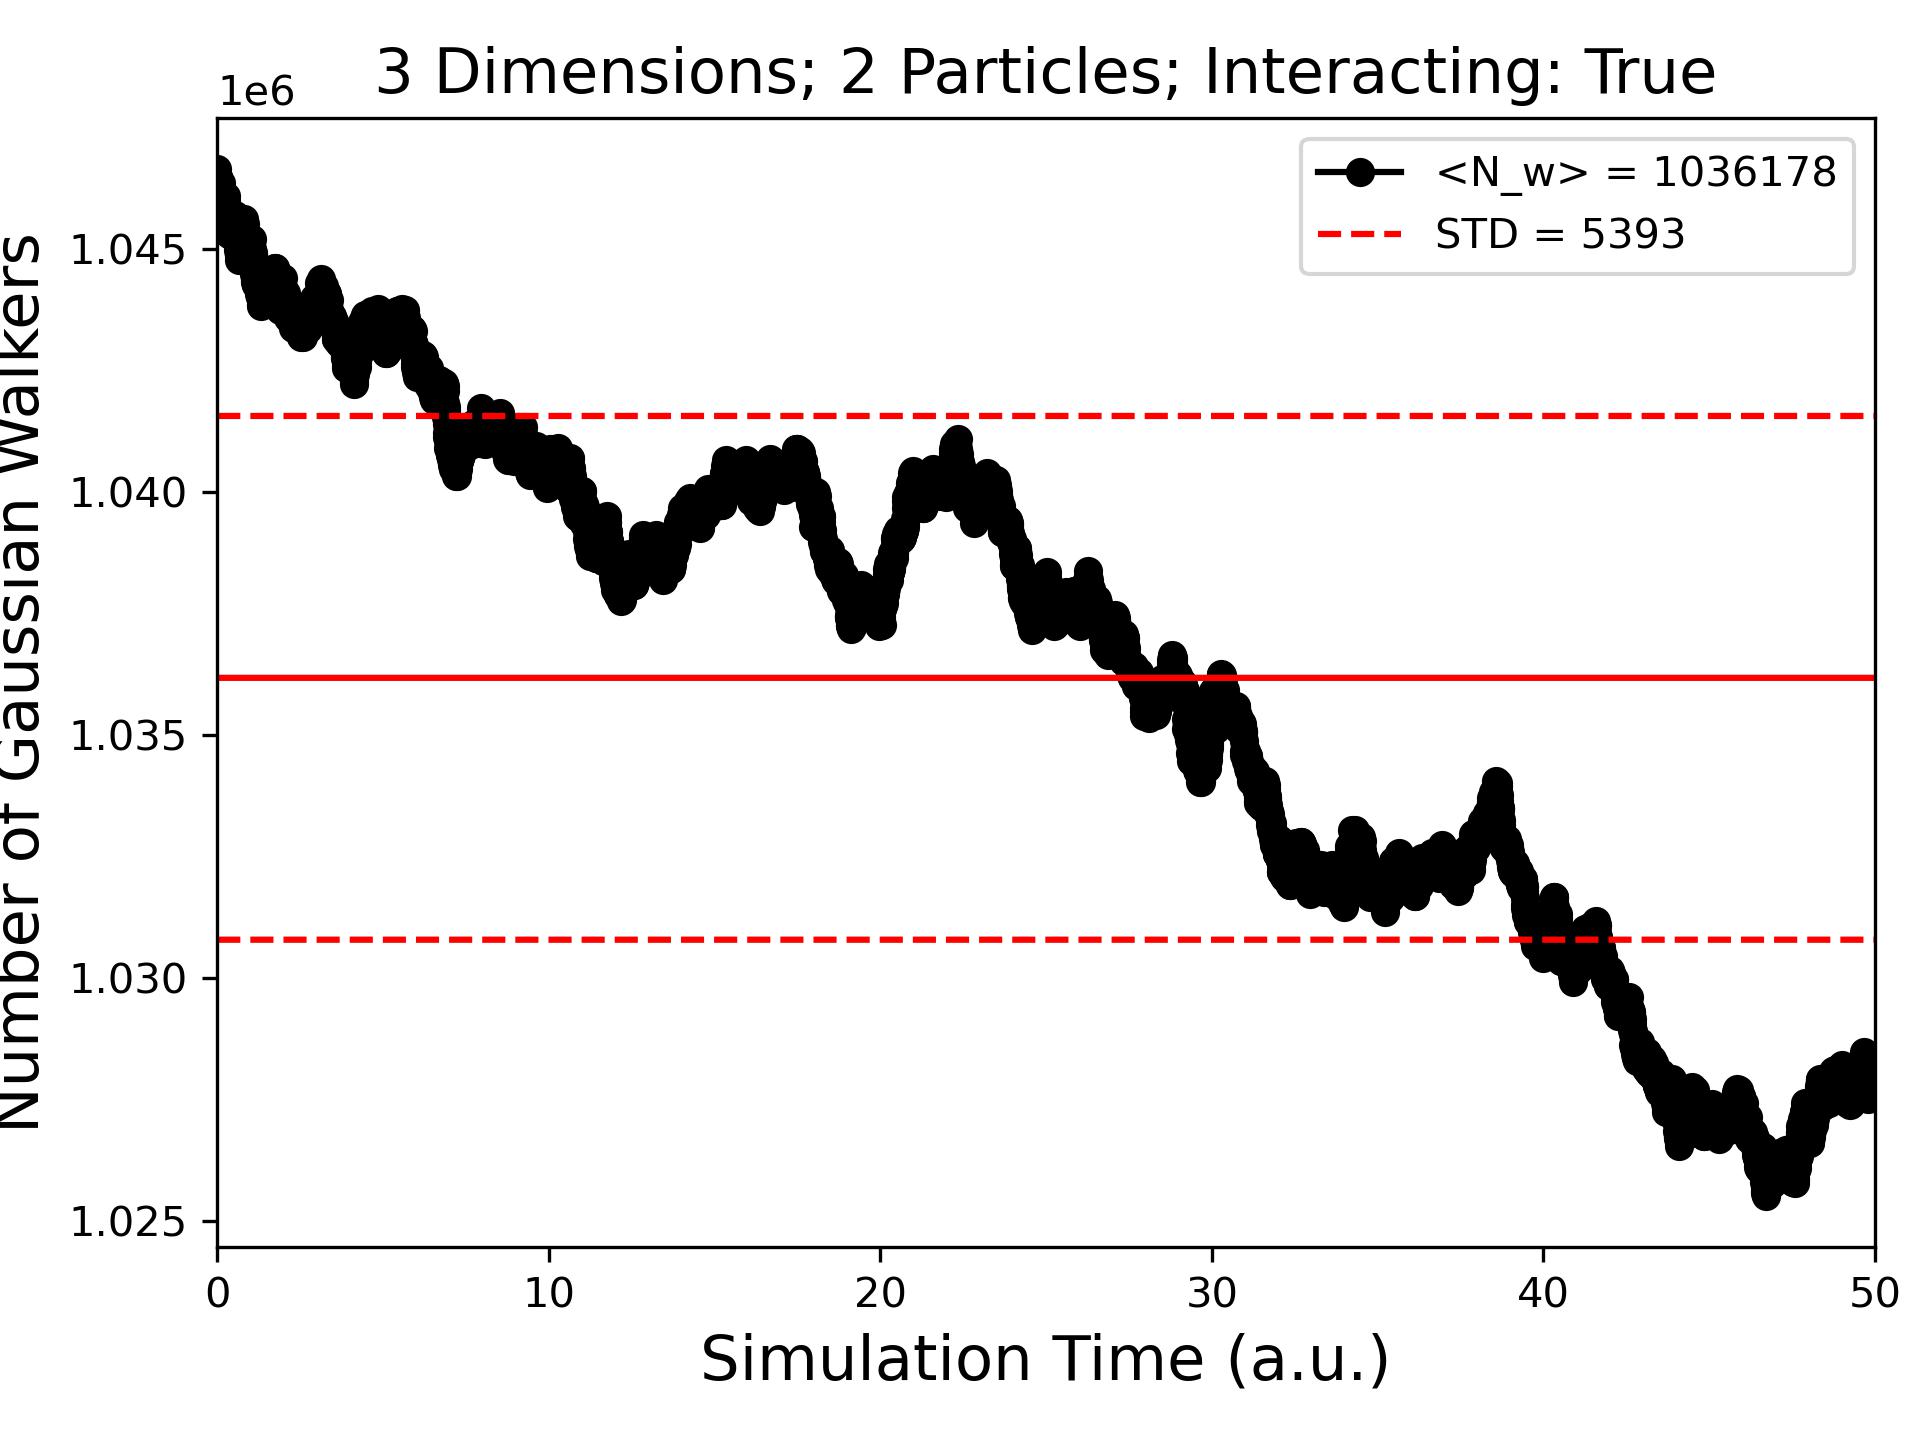 3 Dimensions; 2 Particles; Interacting: True
1e6
<N_w> = 1036178
STD = 5393
Number of Gaussian Walkers
1.045
1.040
1.035
1.030
1.025
0 10 20 30 40 50
Simulation Time (a.u.)